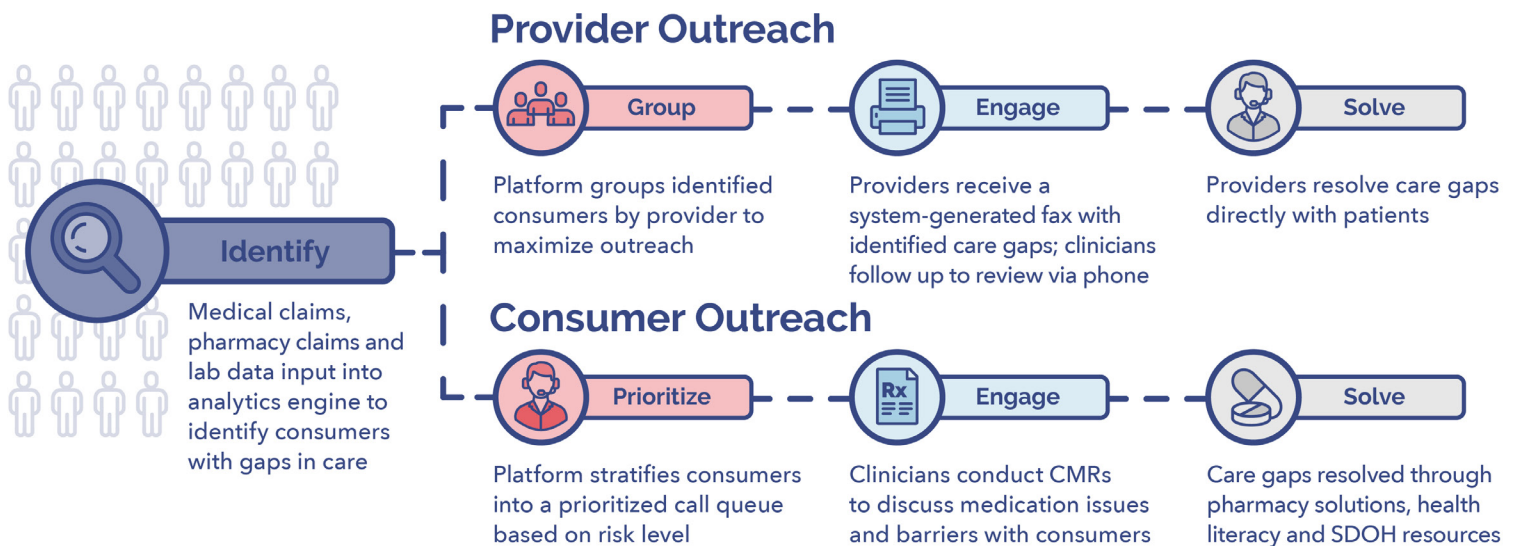 Identify
Medical claims,
pharmacy claims and
lab data input into
analytics engine to
identify consumers
with gaps in care
Provider Outreach
Group
Platform groups identified
consumers by provider to
maximize outreach
Engage
Providers receive a
system-generated fax with
identified care gaps; clinicians
follow up to review via phone
Solve
Providers resolve care gaps
directly with patients
Consumer Outreach
Prioritize
Platform stratifies consumers
into a prioritized call queue
based on risk level
Rx
Engage
Clinicians conduct CMRs
to discuss medication issues
and barriers with consumers
Solve
Care gaps resolved through
pharmacy solutions, health
literacy and SDOH resources